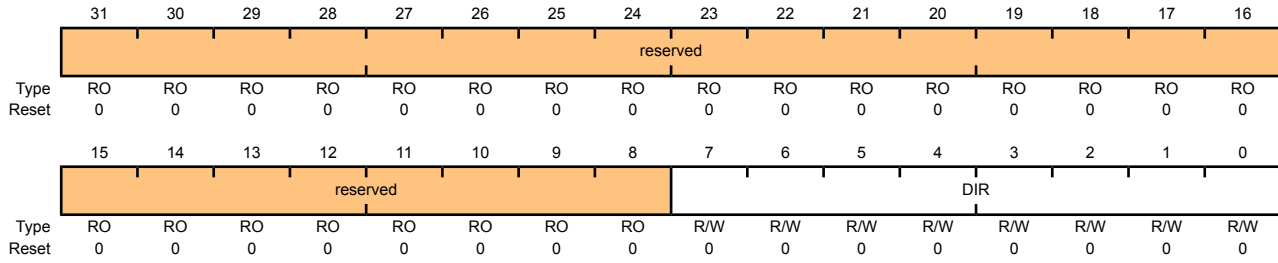 31 30 29 28 27 26 25 24 23 22 21 20 19 18 17 16
reserved
Type RO RO RO RO RO RO RO RO RO RO RO RO RO RO RO RO
Reset 0 0 0 0 0 0 0 0 0 0 0 0 0 0 0 0
15 14 13 12 11 10 9 8 7 6 5 4 3 2 1 0
reserved DIR
Type RO RO RO RO RO RO RO RO R/W R/W R/W R/W R/W R/W R/W R/W
Reset 0 0 0 0 0 0 0 0 0 0 0 0 0 0 0 0